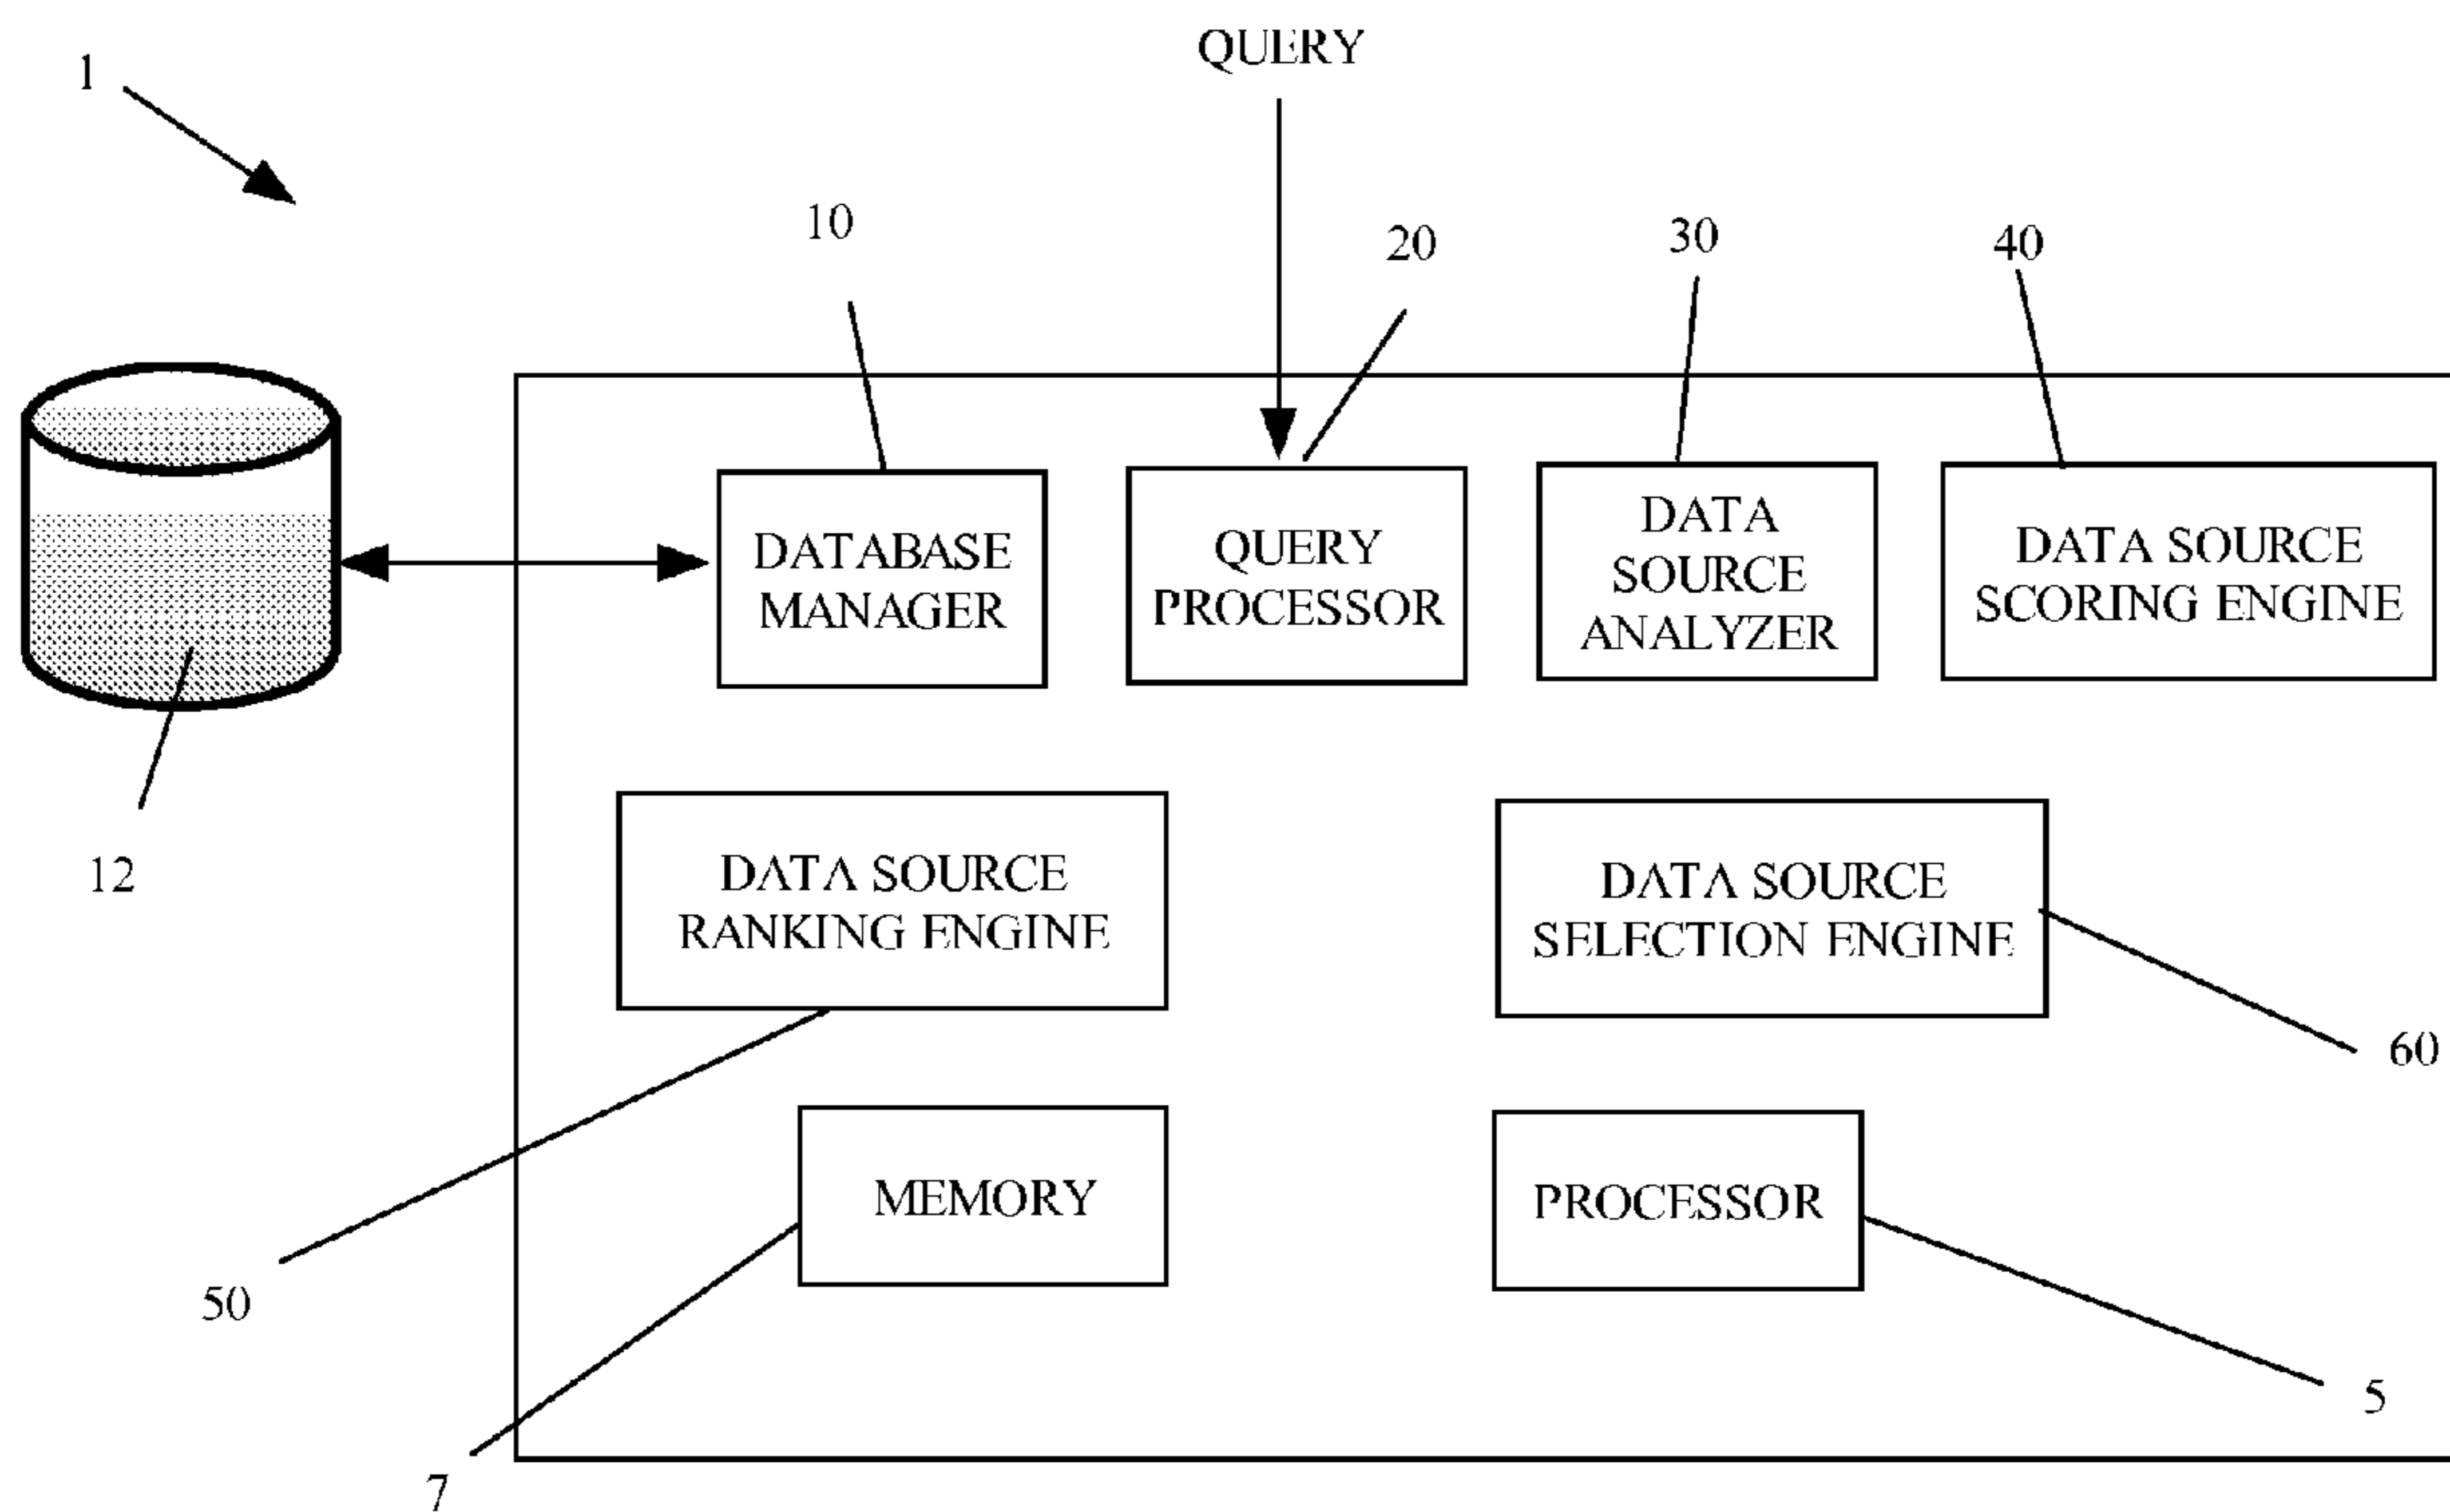 QUERY
1
10
20
30
40
DATABASE
MANAGER
QUERY
PROCESSOR
DATA
SOURCE
ANALYZER
DATA SOURCE
SCORING ENGINE
12
DATA SOURCE
RANKING ENGINE
DATA SOURCE
SELECTION ENGINE
60
MEMORY
PROCESSOR
50
5
7